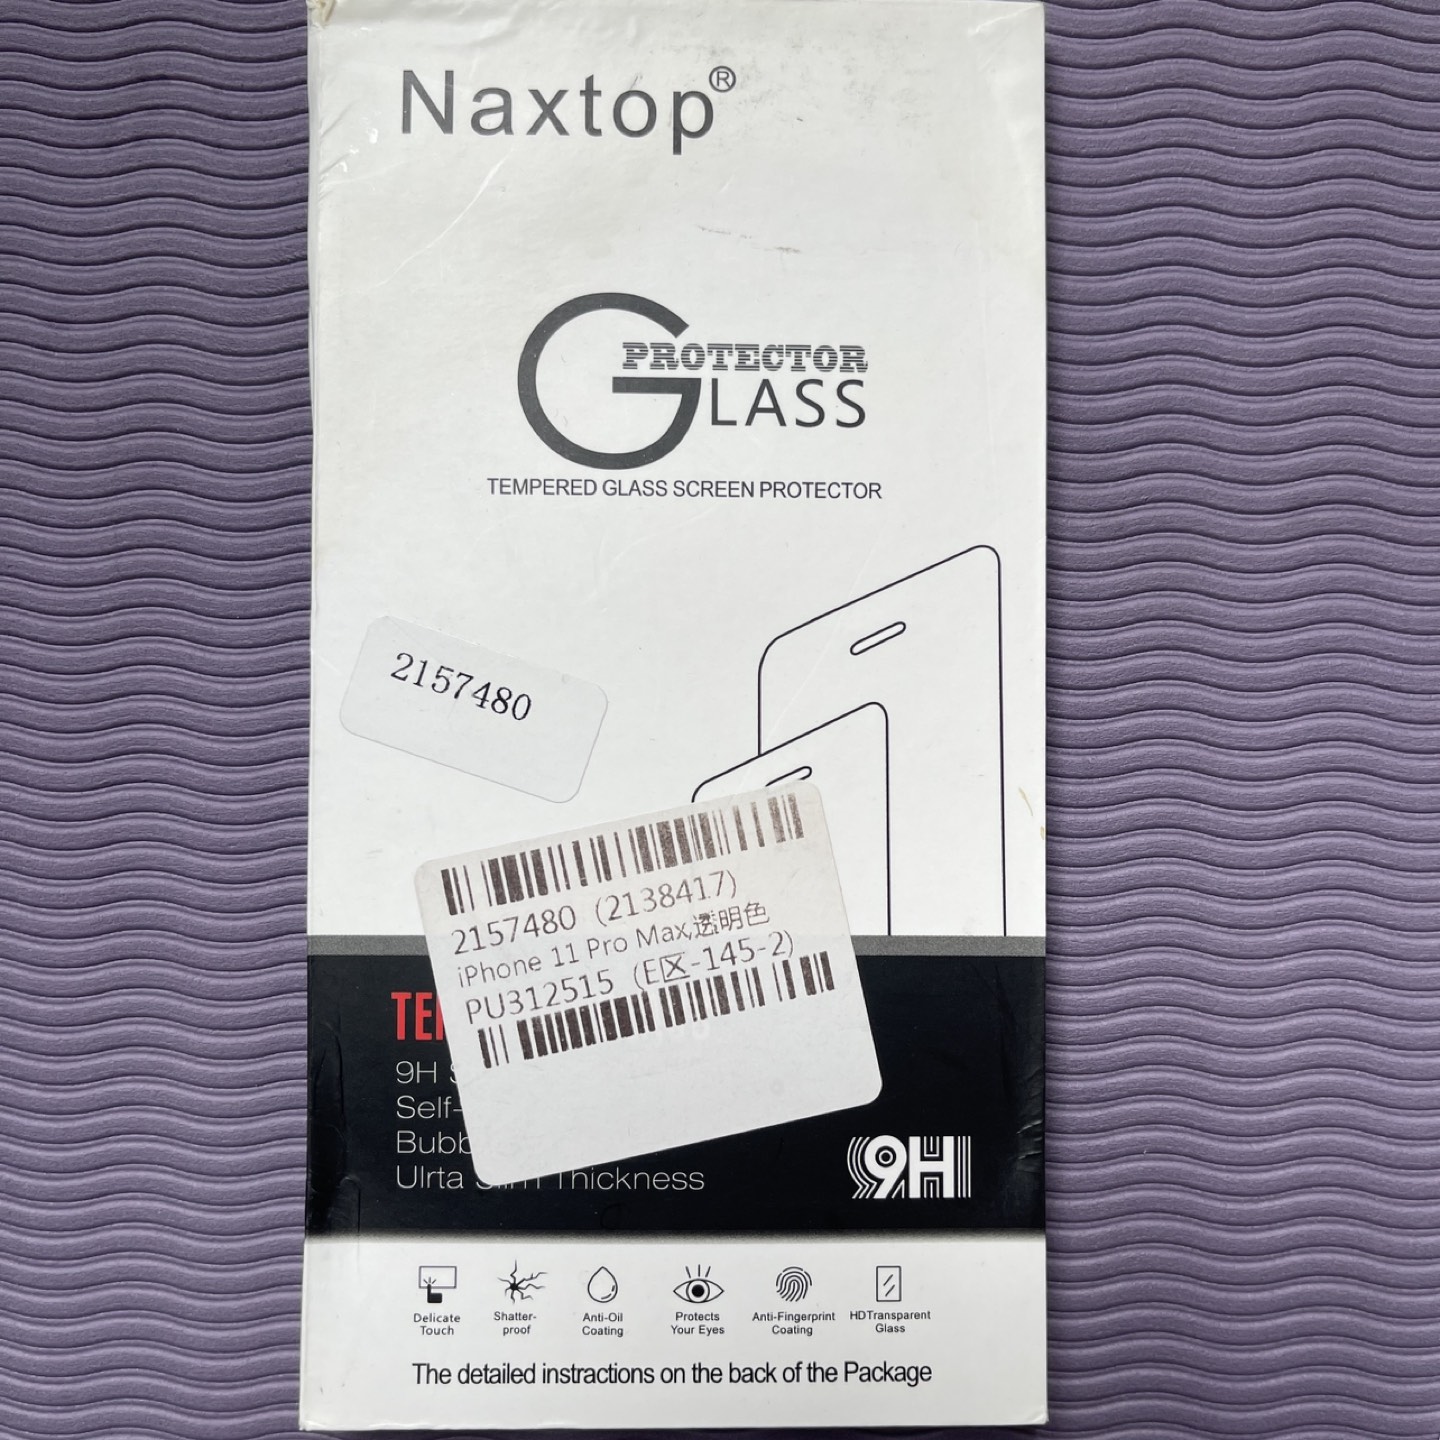 Naxtop®
PROTECTOR
GLASS
TEMPERED GLASS SCREEN PROTECTOR
2157480
2157480 (2138417)
iPhone 11 Pro Max,透明色
PU312515 (E区-145-2)
9H
Self-
Ulrta Slim Thickness
9H
Delicate Touch
Shatter-proof
Anti-Oil Coating
Protects Your Eyes
Anti-Fingerprint Coating
HDTransparent Glass
The detailed instractions on the back of the Package